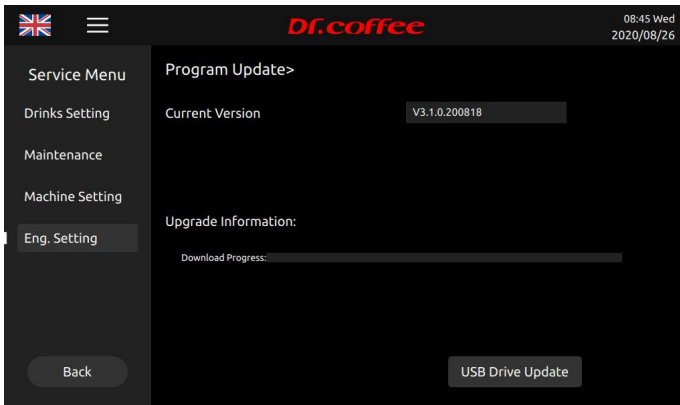 Dr.coffee
08:45 Wed
2020/08/26
Service Menu
Drinks Setting
Maintenance
Machine Setting
Eng. Setting
Back
Program Update>
Current Version V3.1.0.200818
Upgrade Information:
Download Progress:
USB Drive Update